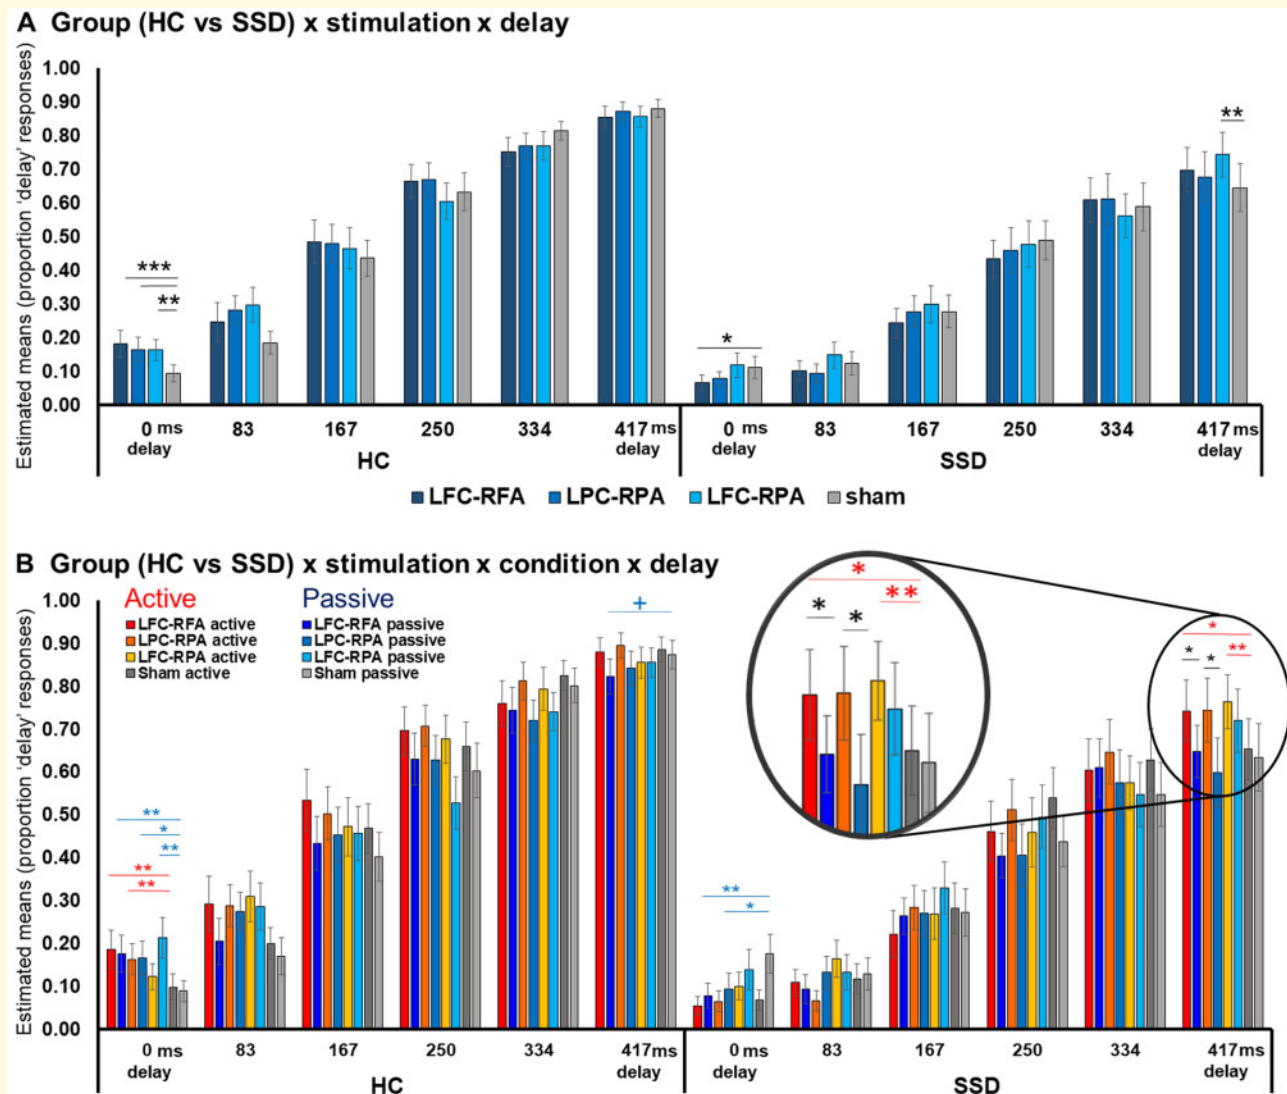 A Group (HC vs SSD) x stimulation x delay
Estimated means (proportion ‘delay’ responses)
1.00
0.90
0.80
0.70
0.60
0.50
0.40
0.30
0.20
0.10
0.00
***
**
*
**
0 ms 83 167 250 334 417 ms 0 ms 83 167 250 334 417 ms
delay delay delay delay
HC SSD
LFC-RFA LPC-RPA LFC-RPA sham
B Group (HC vs SSD) x stimulation x condition x delay
Estimated means (proportion ‘delay’ responses)
Active Passive
LFC-RFA active LFC-RFA passive
LPC-RPA active LPC-RPA passive
LFC-RPA active LFC-RPA passive
Sham active Sham passive
1.00
0.90
0.80
0.70
0.60
0.50
0.40
0.30
0.20
0.10
0.00
**
*
**
**
**
+
**
*
*
**
*
*
*
**
*
*
0 ms 83 167 250 334 417 ms 0 ms 83 167 250 334 417 ms
delay delay delay delay
HC SSD